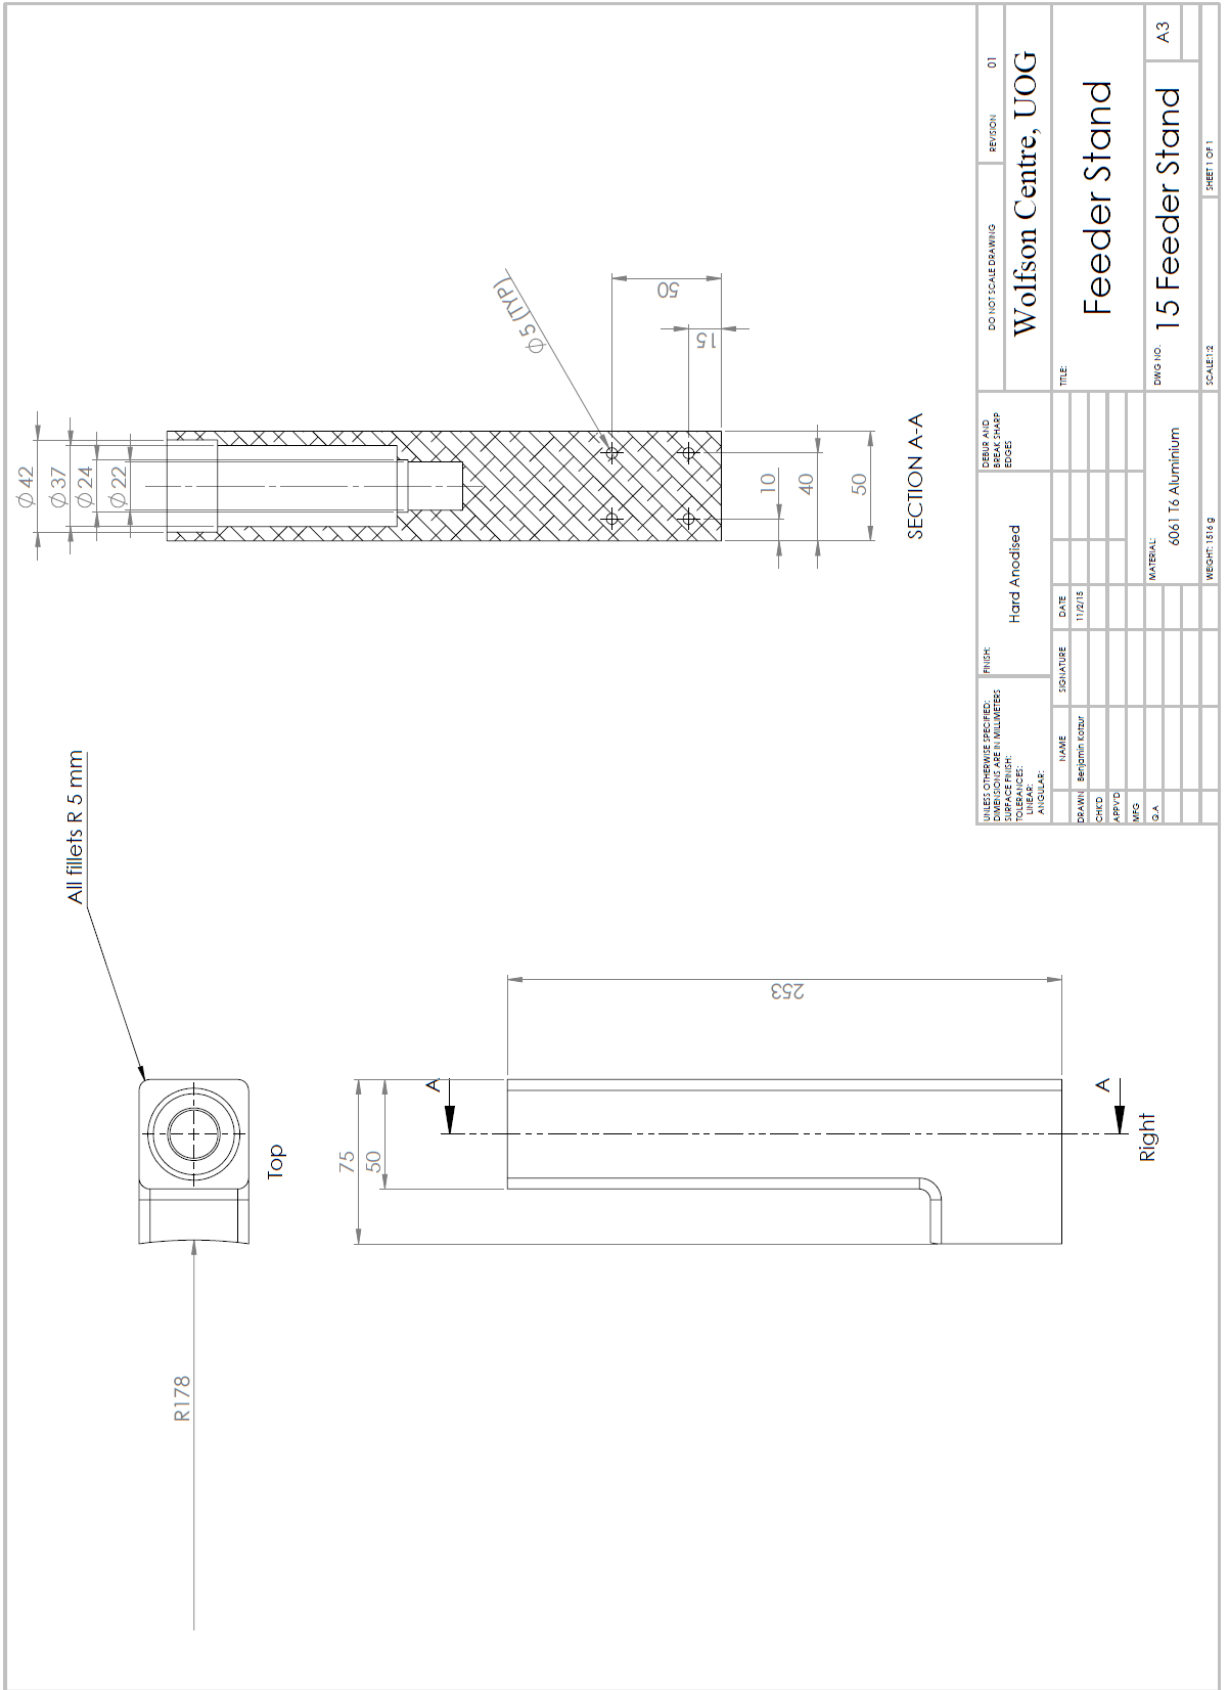 All fillets R 5 mm
R178
Top
75
50
253
A
A
Right
Ø 42
Ø 37
Ø 24
Ø 22
Ø 5 (TYP)
50
15
10
40
50
SECTION A-A
UNLESS OTHERWISE SPECIFIED:
DIMENSIONS ARE IN MILLIMETERS
SURFACE FINISH:
TOLERANCES:
LINEAR:
ANGULAR:
FINISH:
Hard Anodised
DEBUR AND
BREAK SHARP
EDGES
DO NOT SCALE DRAWING
REVISION 01
Wolfson Centre, UOG
NAME SIGNATURE DATE
DRAWN Benjamin Kotzur 11/2/15
CHK'D
APPV'D
MFG
Q.A
TITLE:
Feeder Stand
MATERIAL:
6061 T6 Aluminium
DWG NO.
15 Feeder Stand
A3
WEIGHT: 1516 g
SCALE:1:2
SHEET 1 OF 1